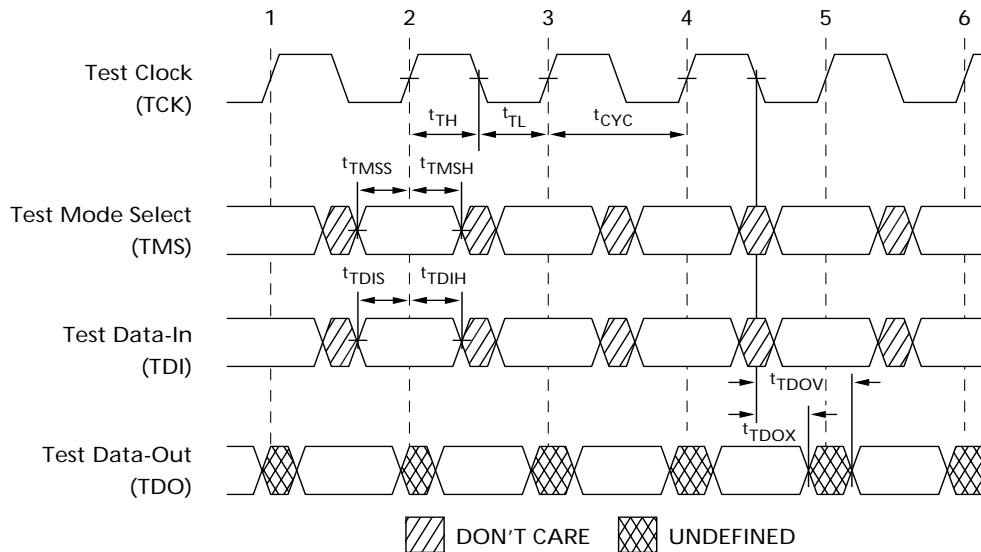 1 2 3 4 5 6
Test Clock
(TCK)
tTH tTL tCYC
tTMSS tTMSH
Test Mode Select
(TMS)
tTDIS tTDIH
Test Data-In
(TDI)
tTDOV
tTDOX
Test Data-Out
(TDO)
DON'T CARE UNDEFINED